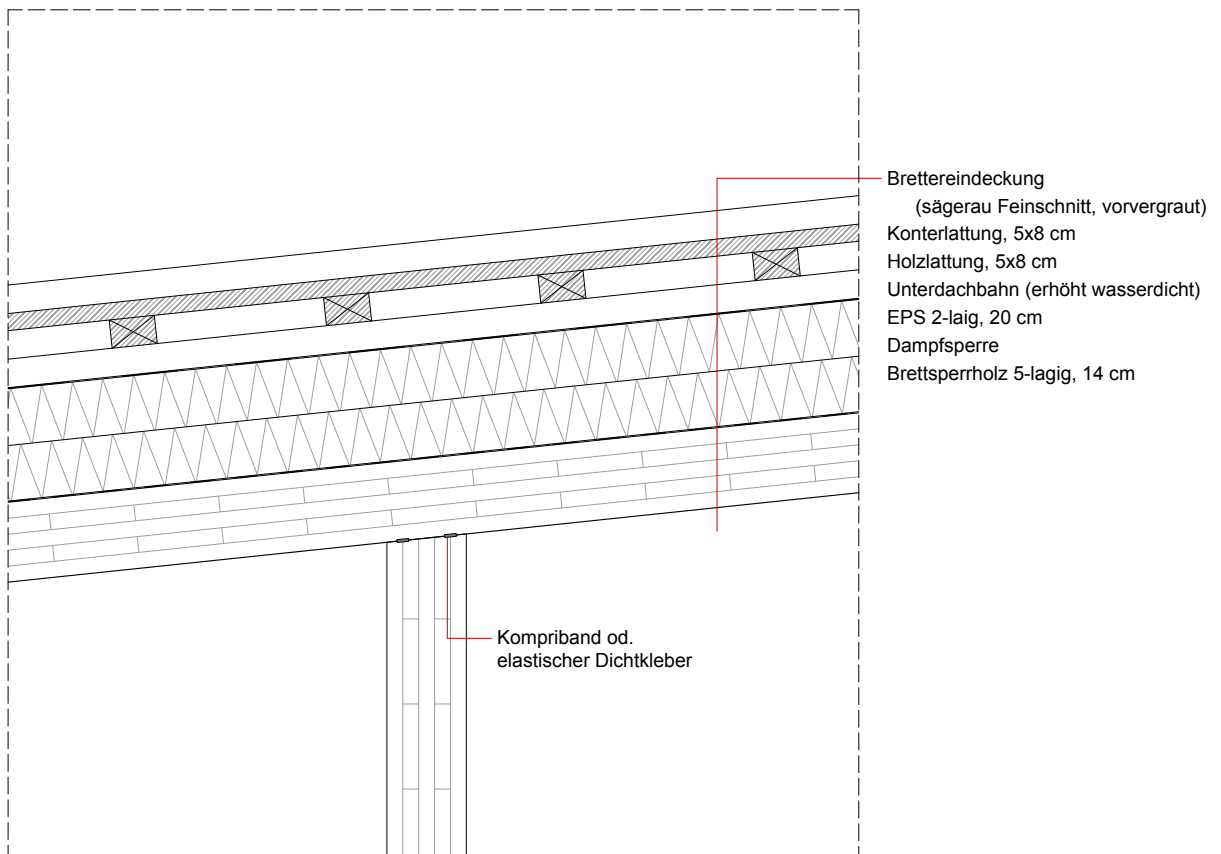 Brettereindeckung
(sägerau Feinschnitt, vorvergraut)
Konterlattung, 5x8 cm
Holzlattung, 5x8 cm
Unterdachbahn (erhöht wasserdicht)
EPS 2-laig, 20 cm
Dampfsperre
Brettsperrholz 5-lagig, 14 cm
Kompriband od.
elastischer Dichtkleber